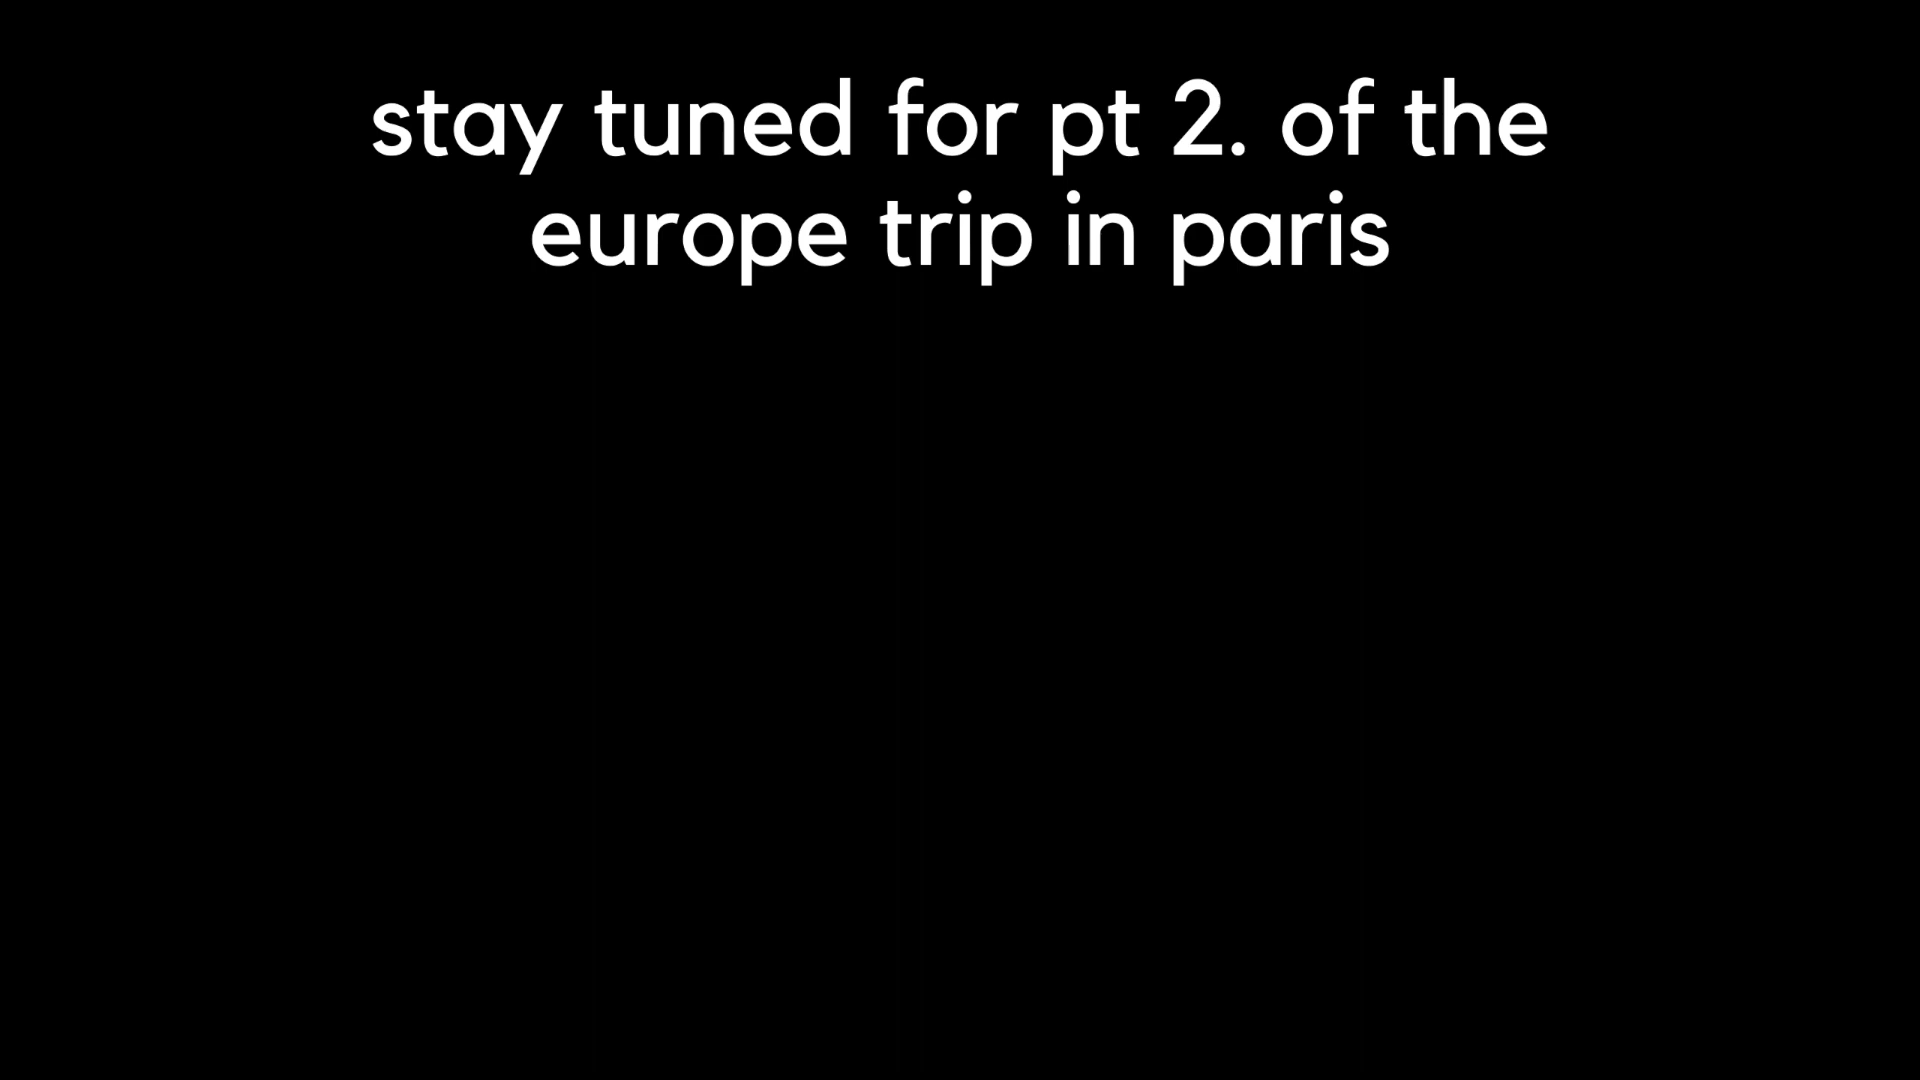 stay tuned for pt 2. of the
europe trip in paris